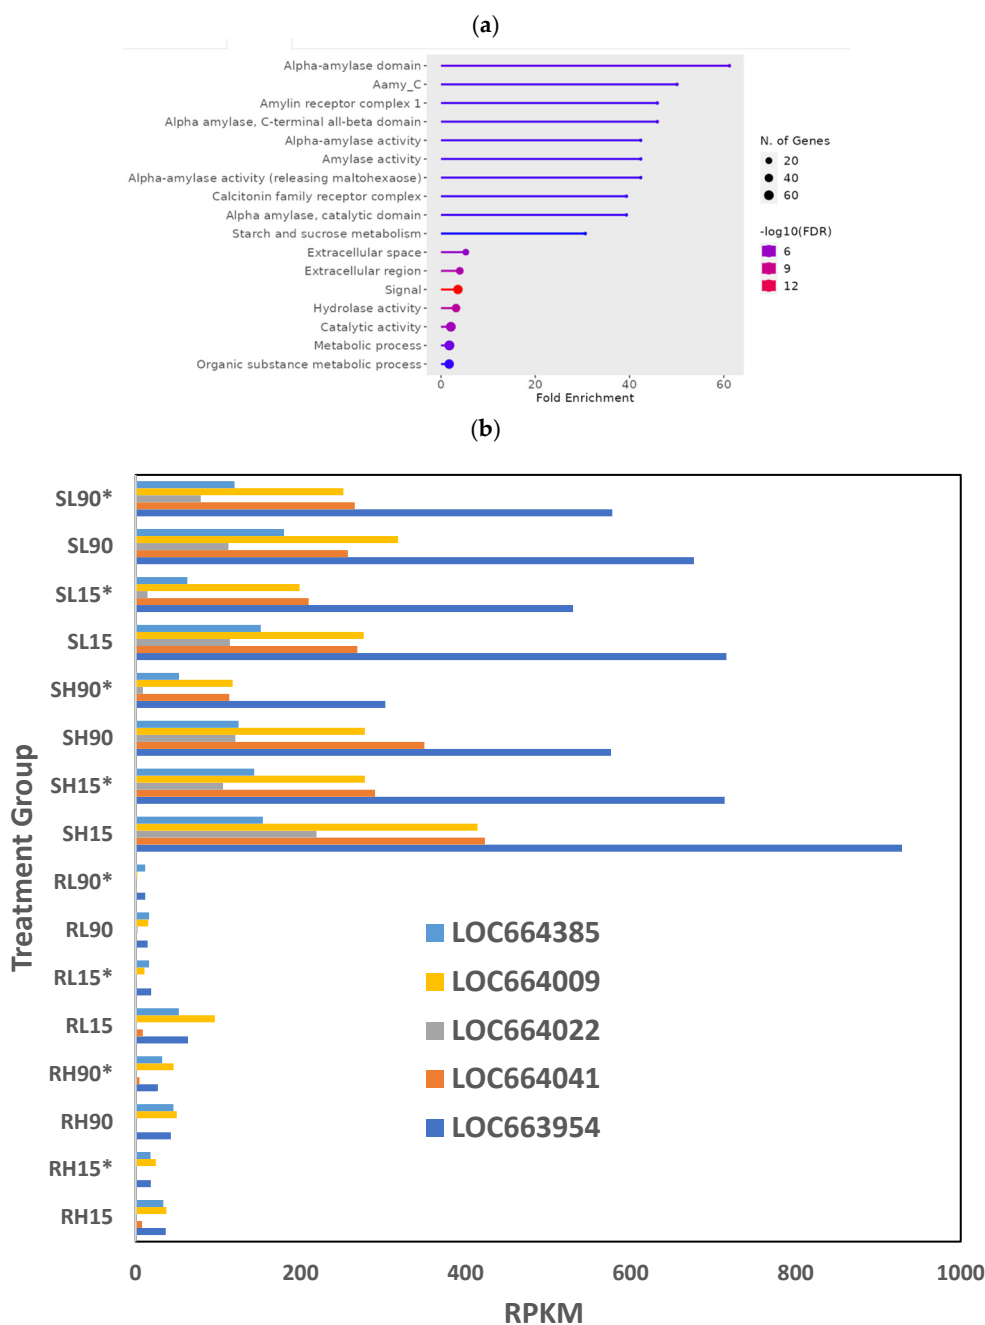 (a)
Alpha-amylase domain
Aamy_C
Amylin receptor complex 1
Alpha amylase, C-terminal all-beta domain
Alpha-amylase activity
Amylase activity
Alpha-amylase activity (releasing maltohexaose)
Calcitonin family receptor complex
Alpha amylase, catalytic domain
Starch and sucrose metabolism
Extracellular space
Extracellular region
Signal
Hydrolase activity
Catalytic activity
Metabolic process
Organic substance metabolic process
0 20 40 60
Fold Enrichment
N. of Genes
20
40
60
-log10(FDR)
6
9
12
(b)
Treatment Group
SL90*
SL90
SL15*
SL15
SH90*
SH90
SH15*
SH15
RL90*
RL90
RL15*
RL15
RH90*
RH90
RH15*
RH15
LOC664385
LOC664009
LOC664022
LOC664041
LOC663954
0 200 400 600 800 1000
RPKM